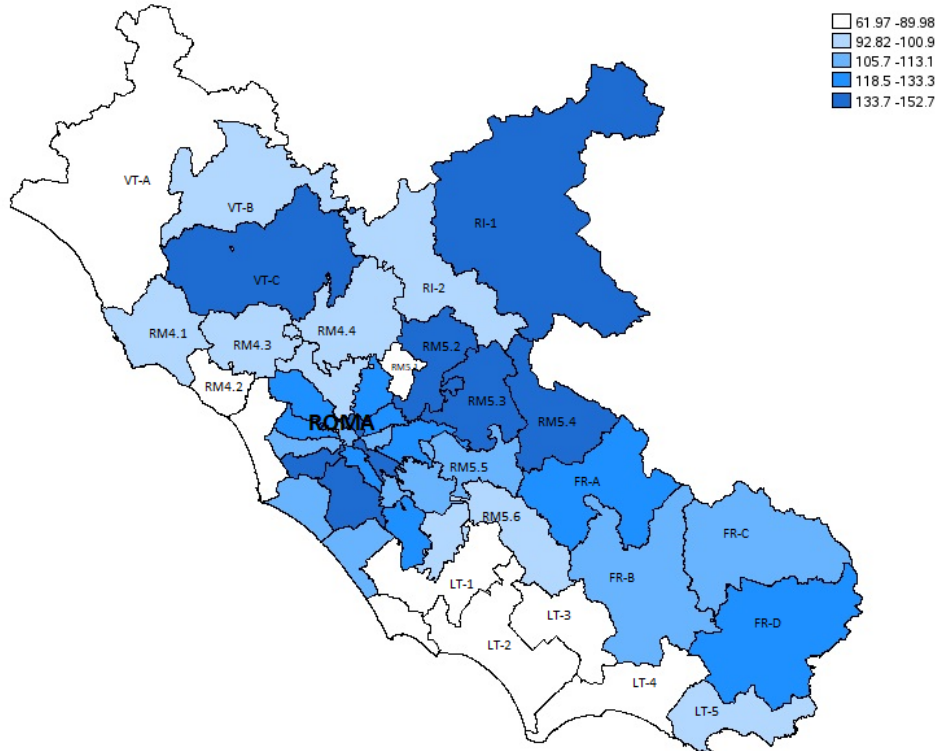 61.97 -89.98
92.82 -100.9
105.7 -113.1
118.5 -133.3
133.7 -152.7
VT-A
VT-B
RI-1
VT-C
RI-2
RM4.1
RM4.3
RM4.4
RM5.2
RM5.1
RM4.2
RM5.3
ROMA
RM5.4
RM5.5
FR-A
RM5.6
FR-C
FR-B
LT-1
LT-3
FR-D
LT-2
LT-4
LT-5